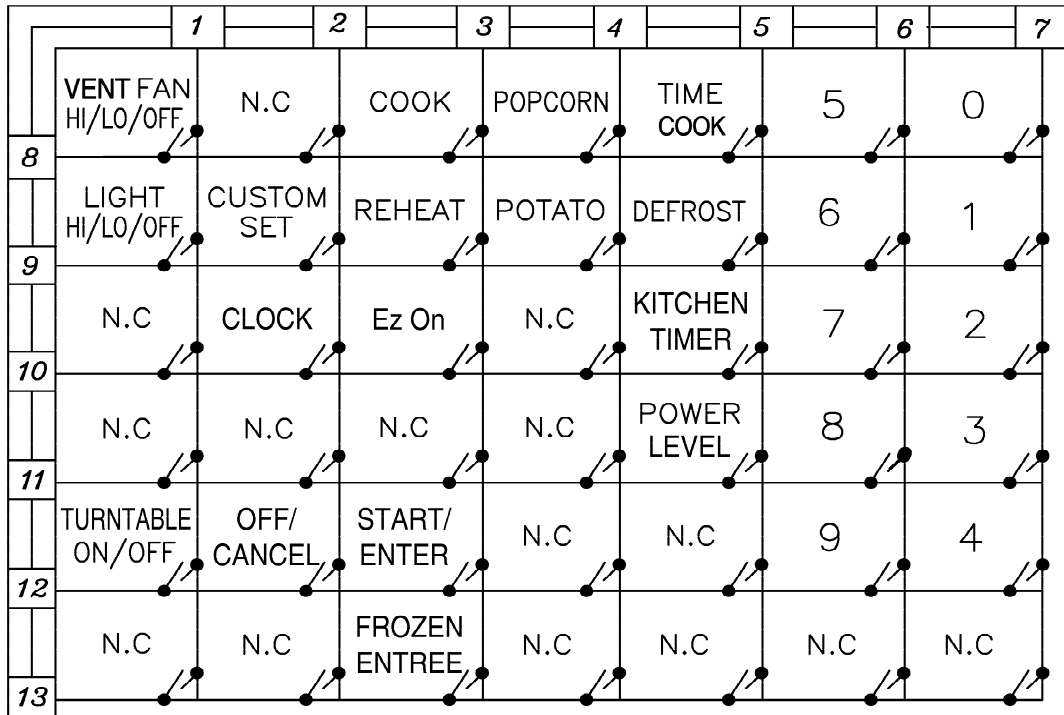 1 2 3 4 5 6 7
VENT FAN HI/LO/OFF N.C COOK POPCORN TIME COOK 5 0
8
LIGHT HI/LO/OFF CUSTOM SET REHEAT POTATO DEFROST 6 1
9
N.C CLOCK Ez On N.C KITCHEN TIMER 7 2
10
N.C N.C N.C N.C POWER LEVEL 8 3
11
TURNTABLE ON/OFF OFF/ CANCEL START/ ENTER N.C N.C 9 4
12
N.C N.C FROZEN ENTREE N.C N.C N.C N.C
13